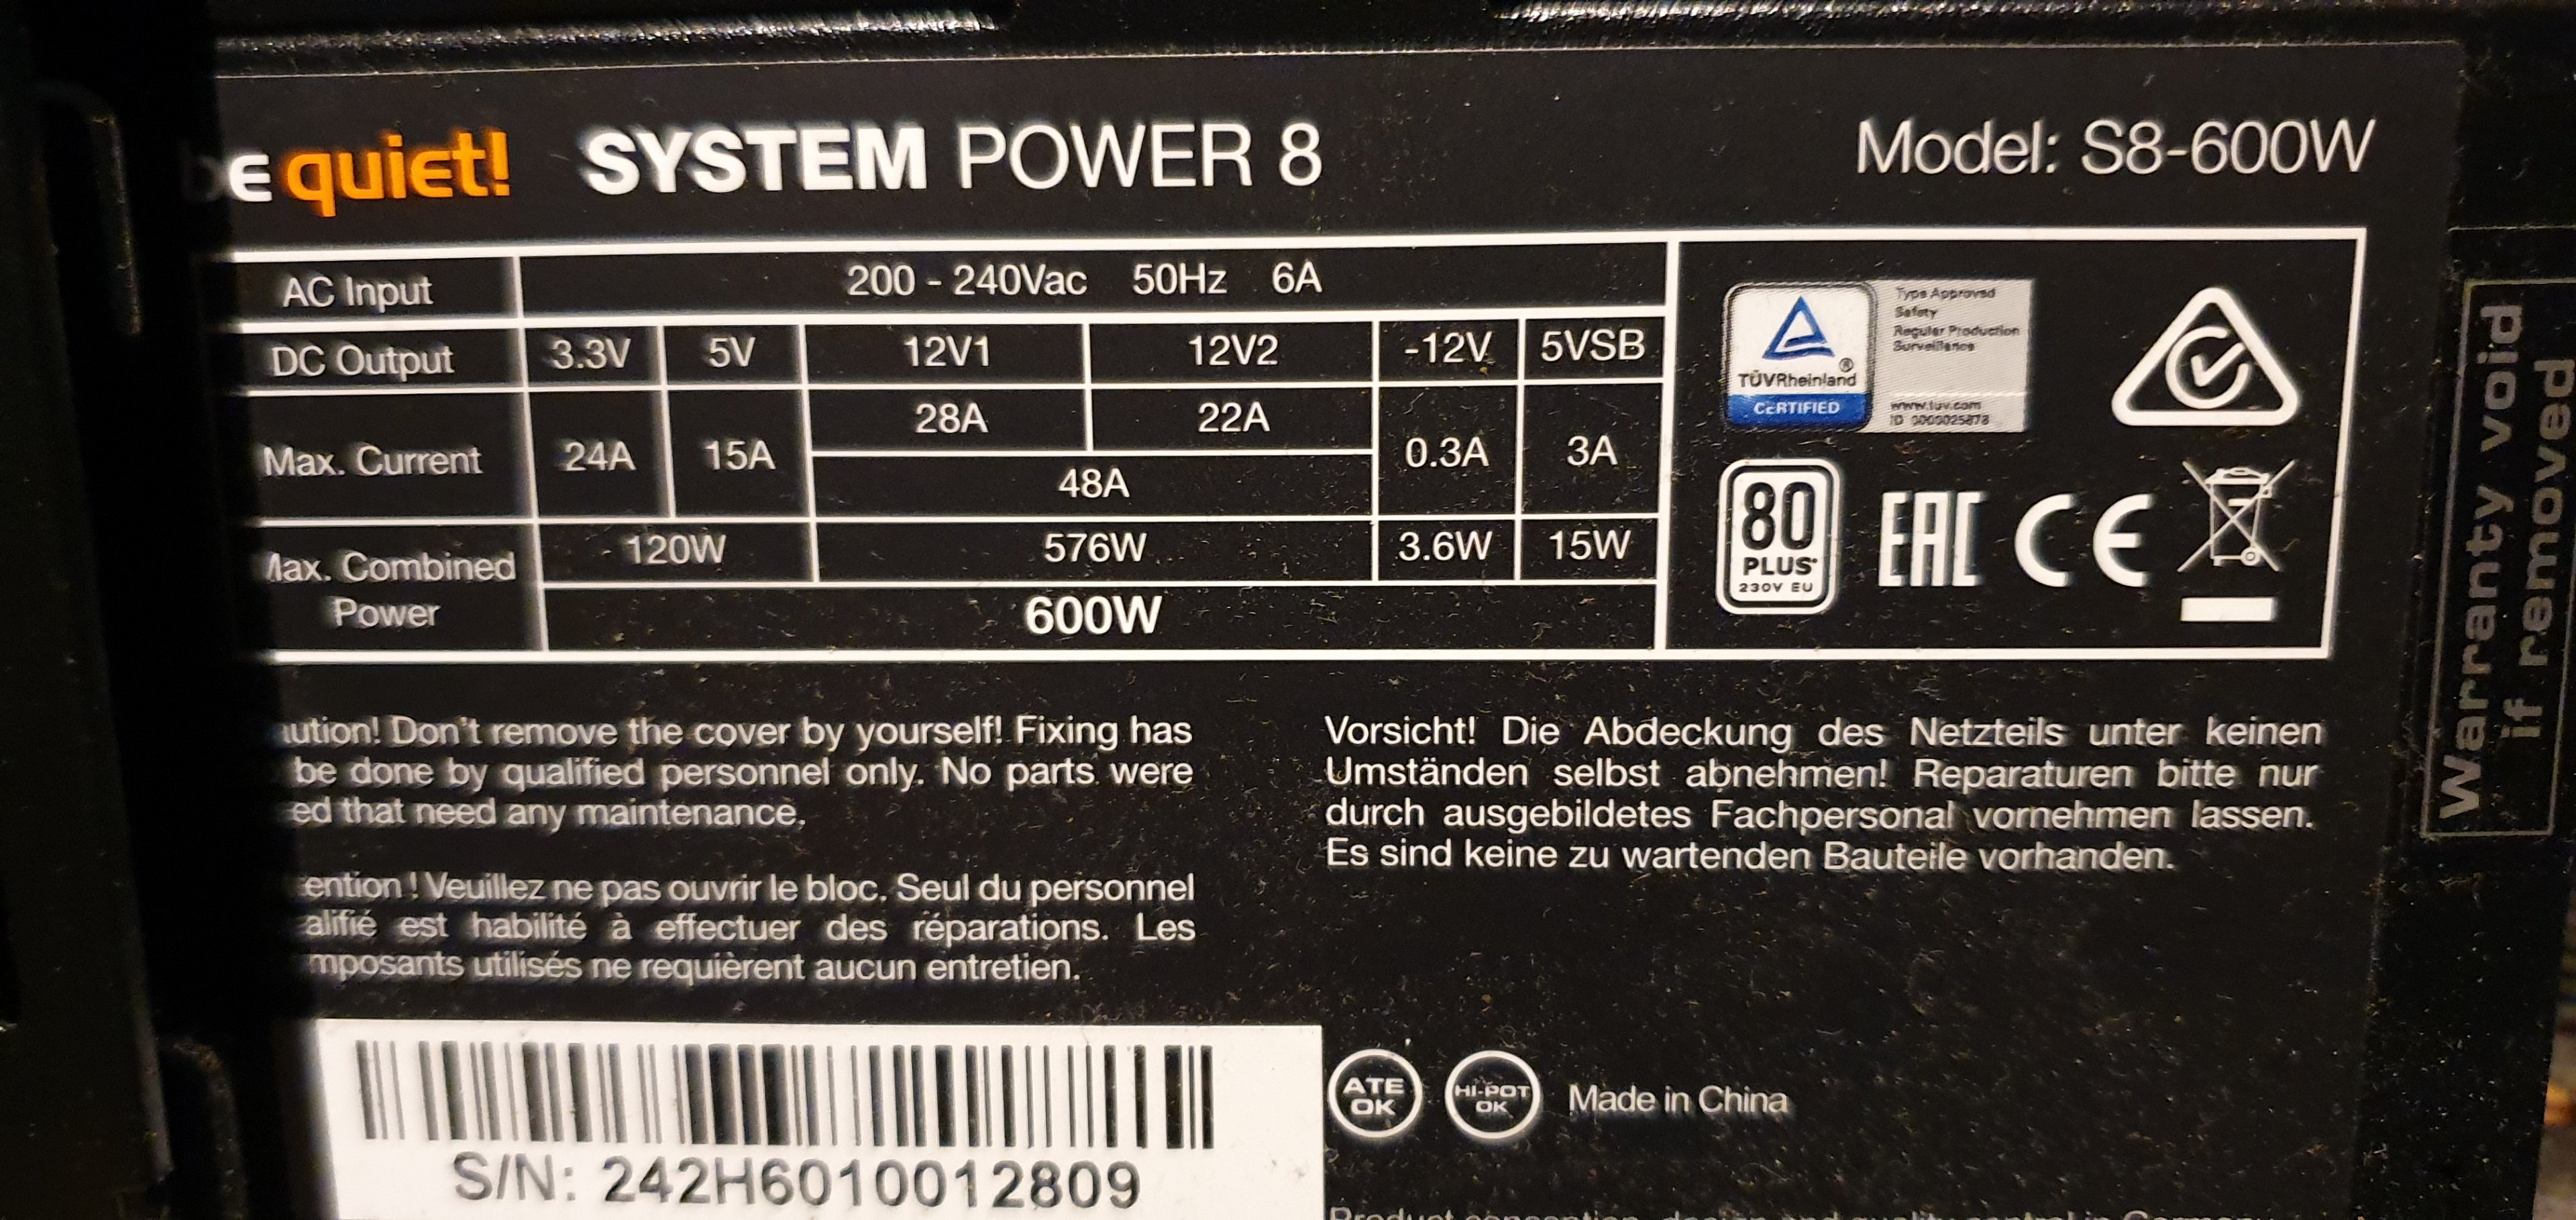 be quiet! SYSTEM POWER 8
Model: S8-600W
AC Input 200 - 240Vac 50Hz 6A
DC Output 3.3V 5V 12V1 12V2 -12V 5VSB
Max. Current 24A 15A 28A 22A 0.3A 3A
48A
Max. Combined Power 120W 576W 3.6W 15W
600W
TÜVRheinland ®
CERTIFIED
Type Approved
Safety
Regular Production
Surveillance
www.tuv.com
ID 0000025878
80
PLUS
230V EU
EAC CE
Warranty void
if removed
ution! Don't remove the cover by yourself! Fixing has
be done by qualified personnel only. No parts were
ed that need any maintenance.
ention ! Veuillez ne pas ouvrir le bloc. Seul du personnel
alifié est habilité à effectuer des réparations. Les
mposants utilisés ne requièrent aucun entretien.
Vorsicht! Die Abdeckung des Netzteils unter keinen
Umständen selbst abnehmen! Reparaturen bitte nur
durch ausgebildetes Fachpersonal vornehmen lassen.
Es sind keine zu wartenden Bauteile vorhanden.
S/N: 242H6010012809
ATE
OK
HI-POT
OK
Made in China